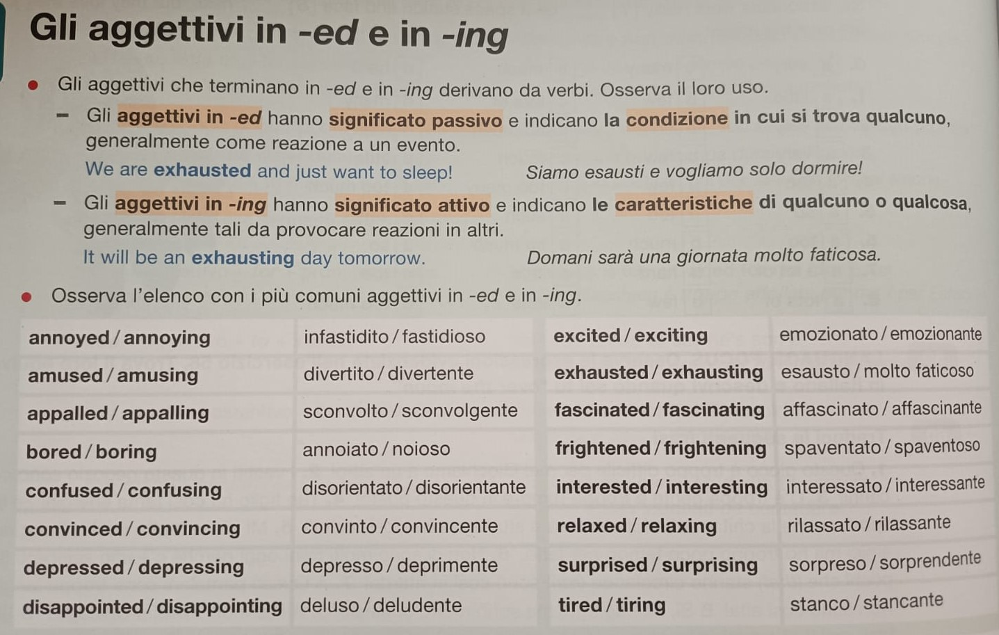 Gli aggettivi in -ed e in -ing
● Gli aggettivi che terminano in -ed e in -ing derivano da verbi. Osserva il loro uso.
– Gli aggettivi in -ed hanno significato passivo e indicano la condizione in cui si trova qualcuno,
generalmente come reazione a un evento.
We are exhausted and just want to sleep! Siamo esausti e vogliamo solo dormire!
– Gli aggettivi in -ing hanno significato attivo e indicano le caratteristiche di qualcuno o qualcosa,
generalmente tali da provocare reazioni in altri.
It will be an exhausting day tomorrow. Domani sarà una giornata molto faticosa.
● Osserva l'elenco con i più comuni aggettivi in -ed e in -ing.
annoyed / annoying infastidito / fastidioso excited / exciting emozionato / emozionante
amused / amusing divertito / divertente exhausted / exhausting esausto / molto faticoso
appalled / appalling sconvolto / sconvolgente fascinated / fascinating affascinato / affascinante
bored / boring annoiato / noioso frightened / frightening spaventato / spaventoso
confused / confusing disorientato / disorientante interested / interesting interessato / interessante
convinced / convincing convinto / convincente relaxed / relaxing rilassato / rilassante
depressed / depressing depresso / deprimente surprised / surprising sorpreso / sorprendente
disappointed / disappointing deluso / deludente tired / tiring stanco / stancante